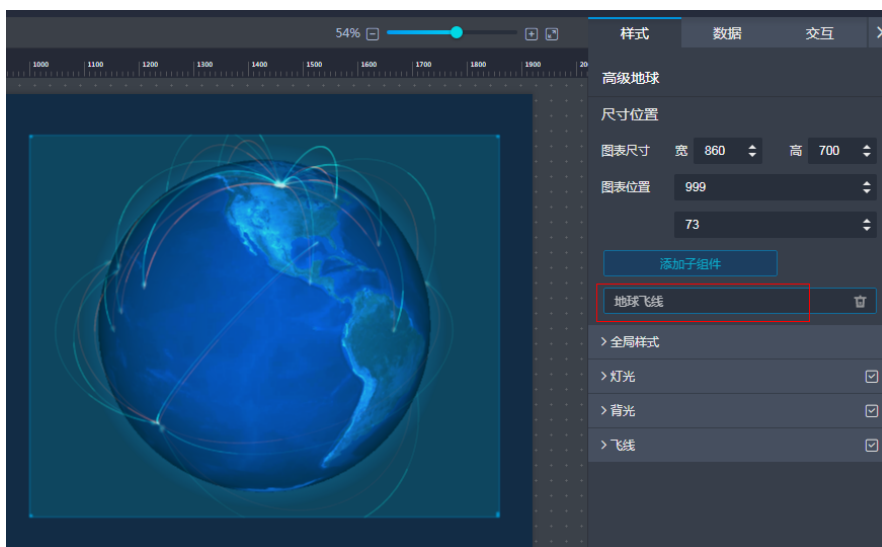 54%
样式 数据 交互
1000 1100 1200 1300 1400 1500 1600 1700 1800 1900 20
高级地球
尺寸位置
图表尺寸 宽 860 高 700
图表位置 999
73
添加子组件
地球飞线
全局样式
灯光
背光
飞线